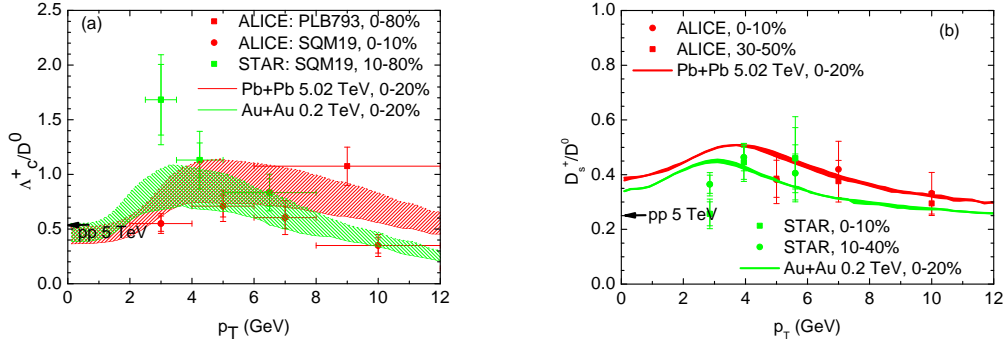 (a)
ALICE: PLB793, 0-80%
ALICE: SQM19, 0-10%
STAR: SQM19, 10-80%
Pb+Pb 5.02 TeV, 0-20%
Au+Au 0.2 TeV, 0-20%
Λ⁺c/D⁰
2.5
2.0
1.5
1.0
0.5
0.0
pp 5 TeV
0 2 4 6 8 10 12
pT (GeV)
(b)
ALICE, 0-10%
ALICE, 30-50%
Pb+Pb 5.02 TeV, 0-20%
D⁺s/D⁰
1.0
0.8
0.6
0.4
0.2
0.0
pp 5 TeV
STAR, 0-10%
STAR, 10-40%
Au+Au 0.2 TeV, 0-20%
0 2 4 6 8 10 12
pT (GeV)